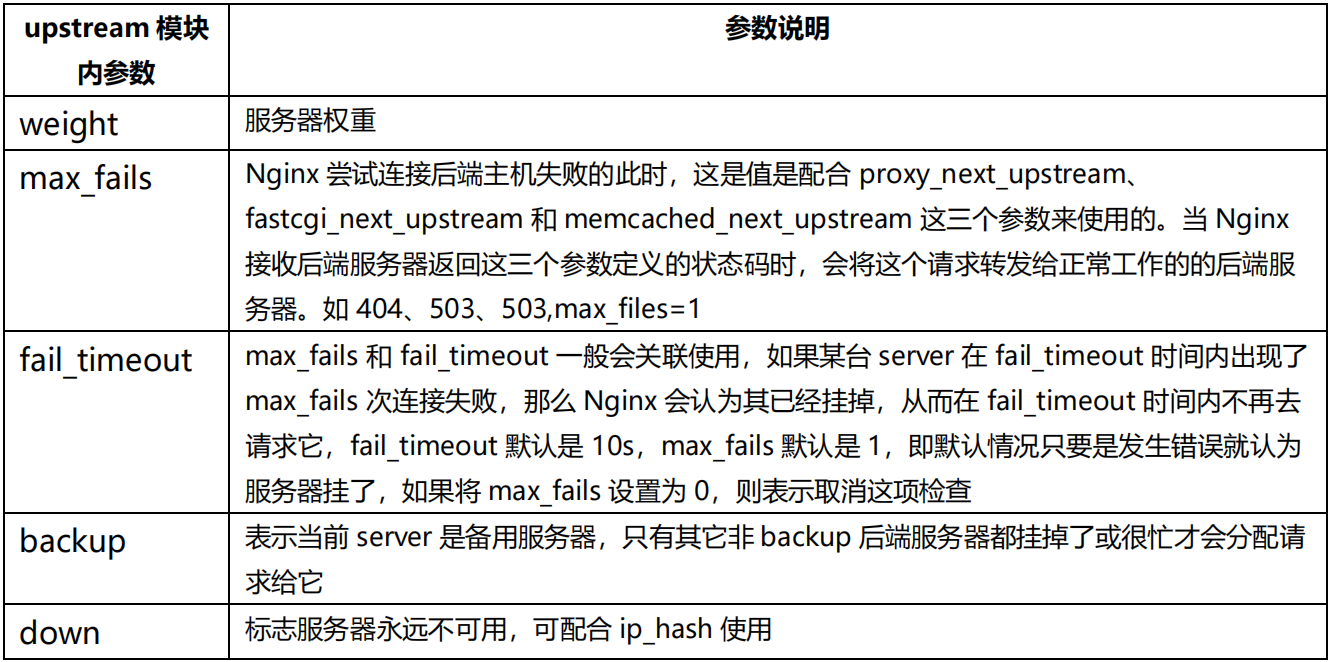 upstream 模块
内参数
参数说明
weight
服务器权重
max_fails
Nginx 尝试连接后端主机失败的此时，这是值是配合 proxy_next_upstream、
fastcgi_next_upstream 和 memcached_next_upstream 这三个参数来使用的。当 Nginx
接收后端服务器返回这三个参数定义的状态码时，会将这个请求转发给正常工作的的后端服
务器。如 404、503、503,max_files=1
fail_timeout
max_fails 和 fail_timeout 一般会关联使用，如果某台 server 在 fail_timeout 时间内出现了
max_fails 次连接失败，那么 Nginx 会认为其已经挂掉，从而在 fail_timeout 时间内不再去
请求它，fail_timeout 默认是 10s，max_fails 默认是 1，即默认情况只要是发生错误就认为
服务器挂了，如果将 max_fails 设置为 0，则表示取消这项检查
backup
表示当前 server 是备用服务器，只有其它非 backup 后端服务器都挂掉了或很忙才会分配请
求给它
down
标志服务器永远不可用，可配合 ip_hash 使用